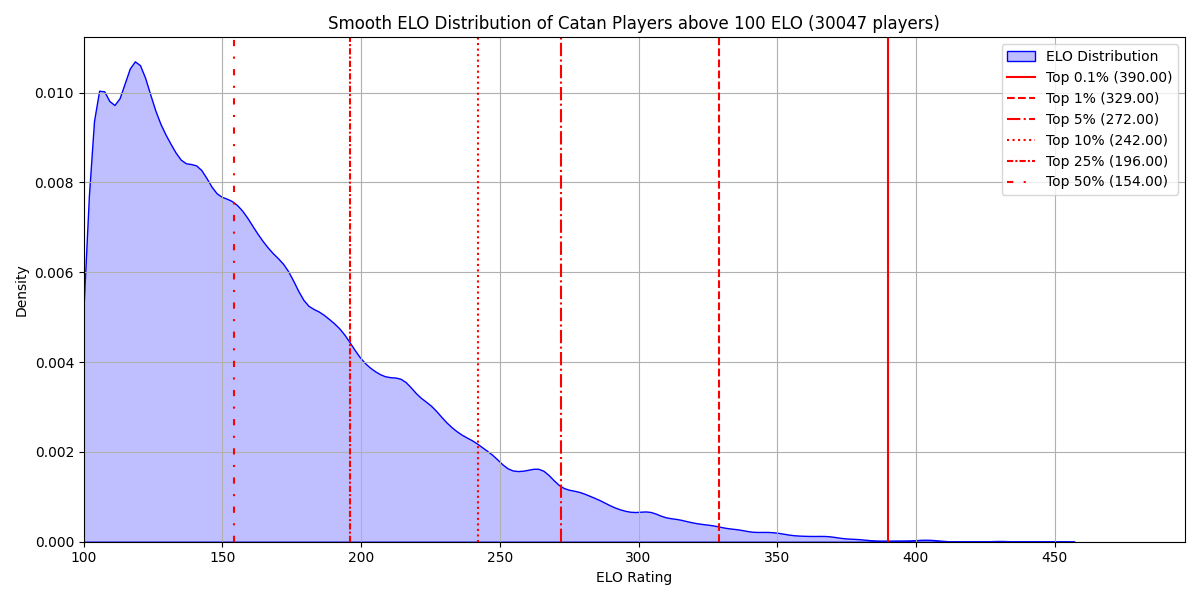 Smooth ELO Distribution of Catan Players above 100 ELO (30047 players)
ELO Distribution
Top 0.1% (390.00)
Top 1% (329.00)
Top 5% (272.00)
Top 10% (242.00)
Top 25% (196.00)
Top 50% (154.00)
Density
0.010
0.008
0.006
0.004
0.002
0.000
100 150 200 250 300 350 400 450
ELO Rating